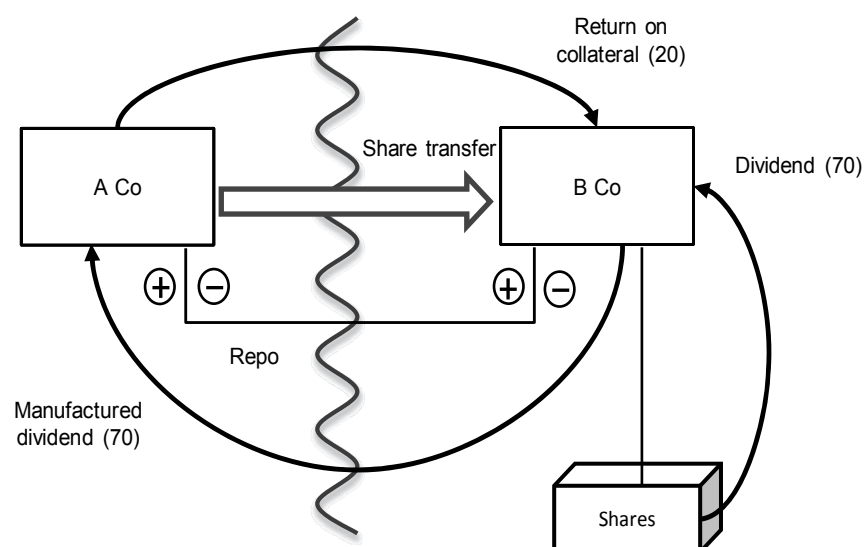 Return on
collateral (20)
Share transfer
A Co
B Co
Dividend (70)
+ − + −
Repo
Manufactured
dividend (70)
Shares